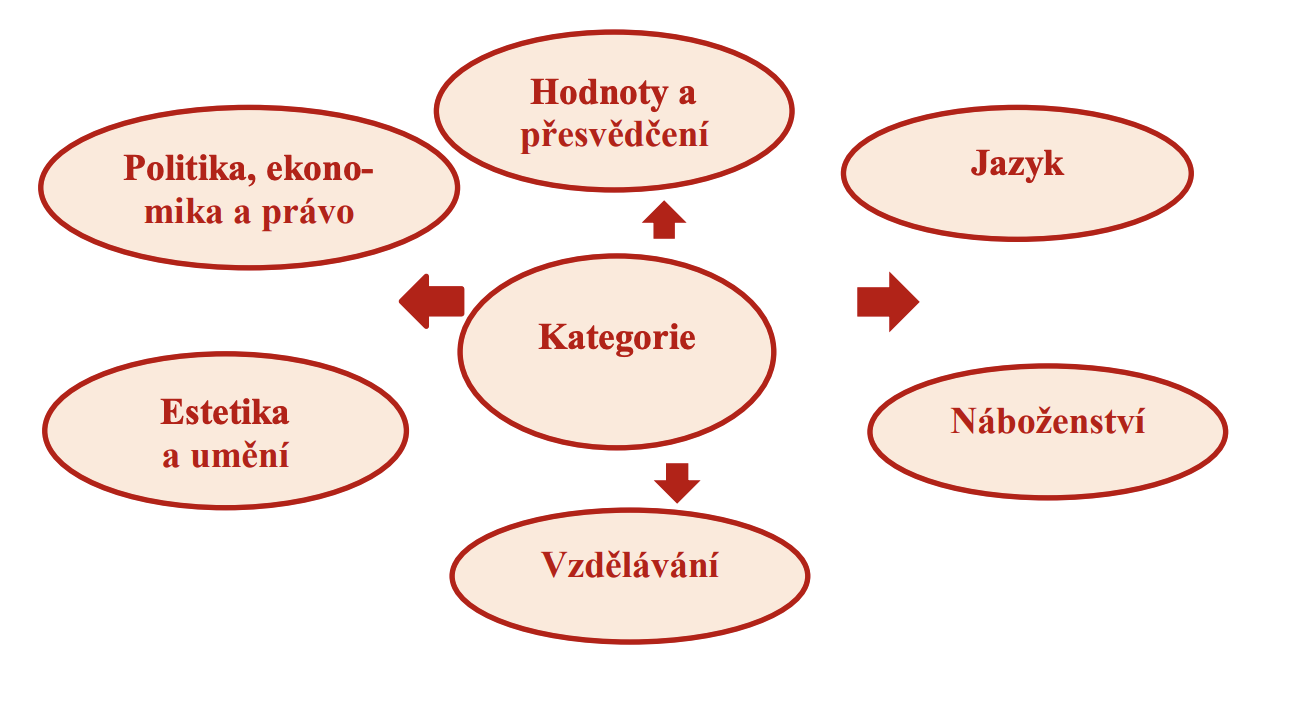 Hodnoty a
přesvědčení
Politika, ekono-
mika a právo
Jazyk
Kategorie
Estetika
a umění
Náboženství
Vzdělávání